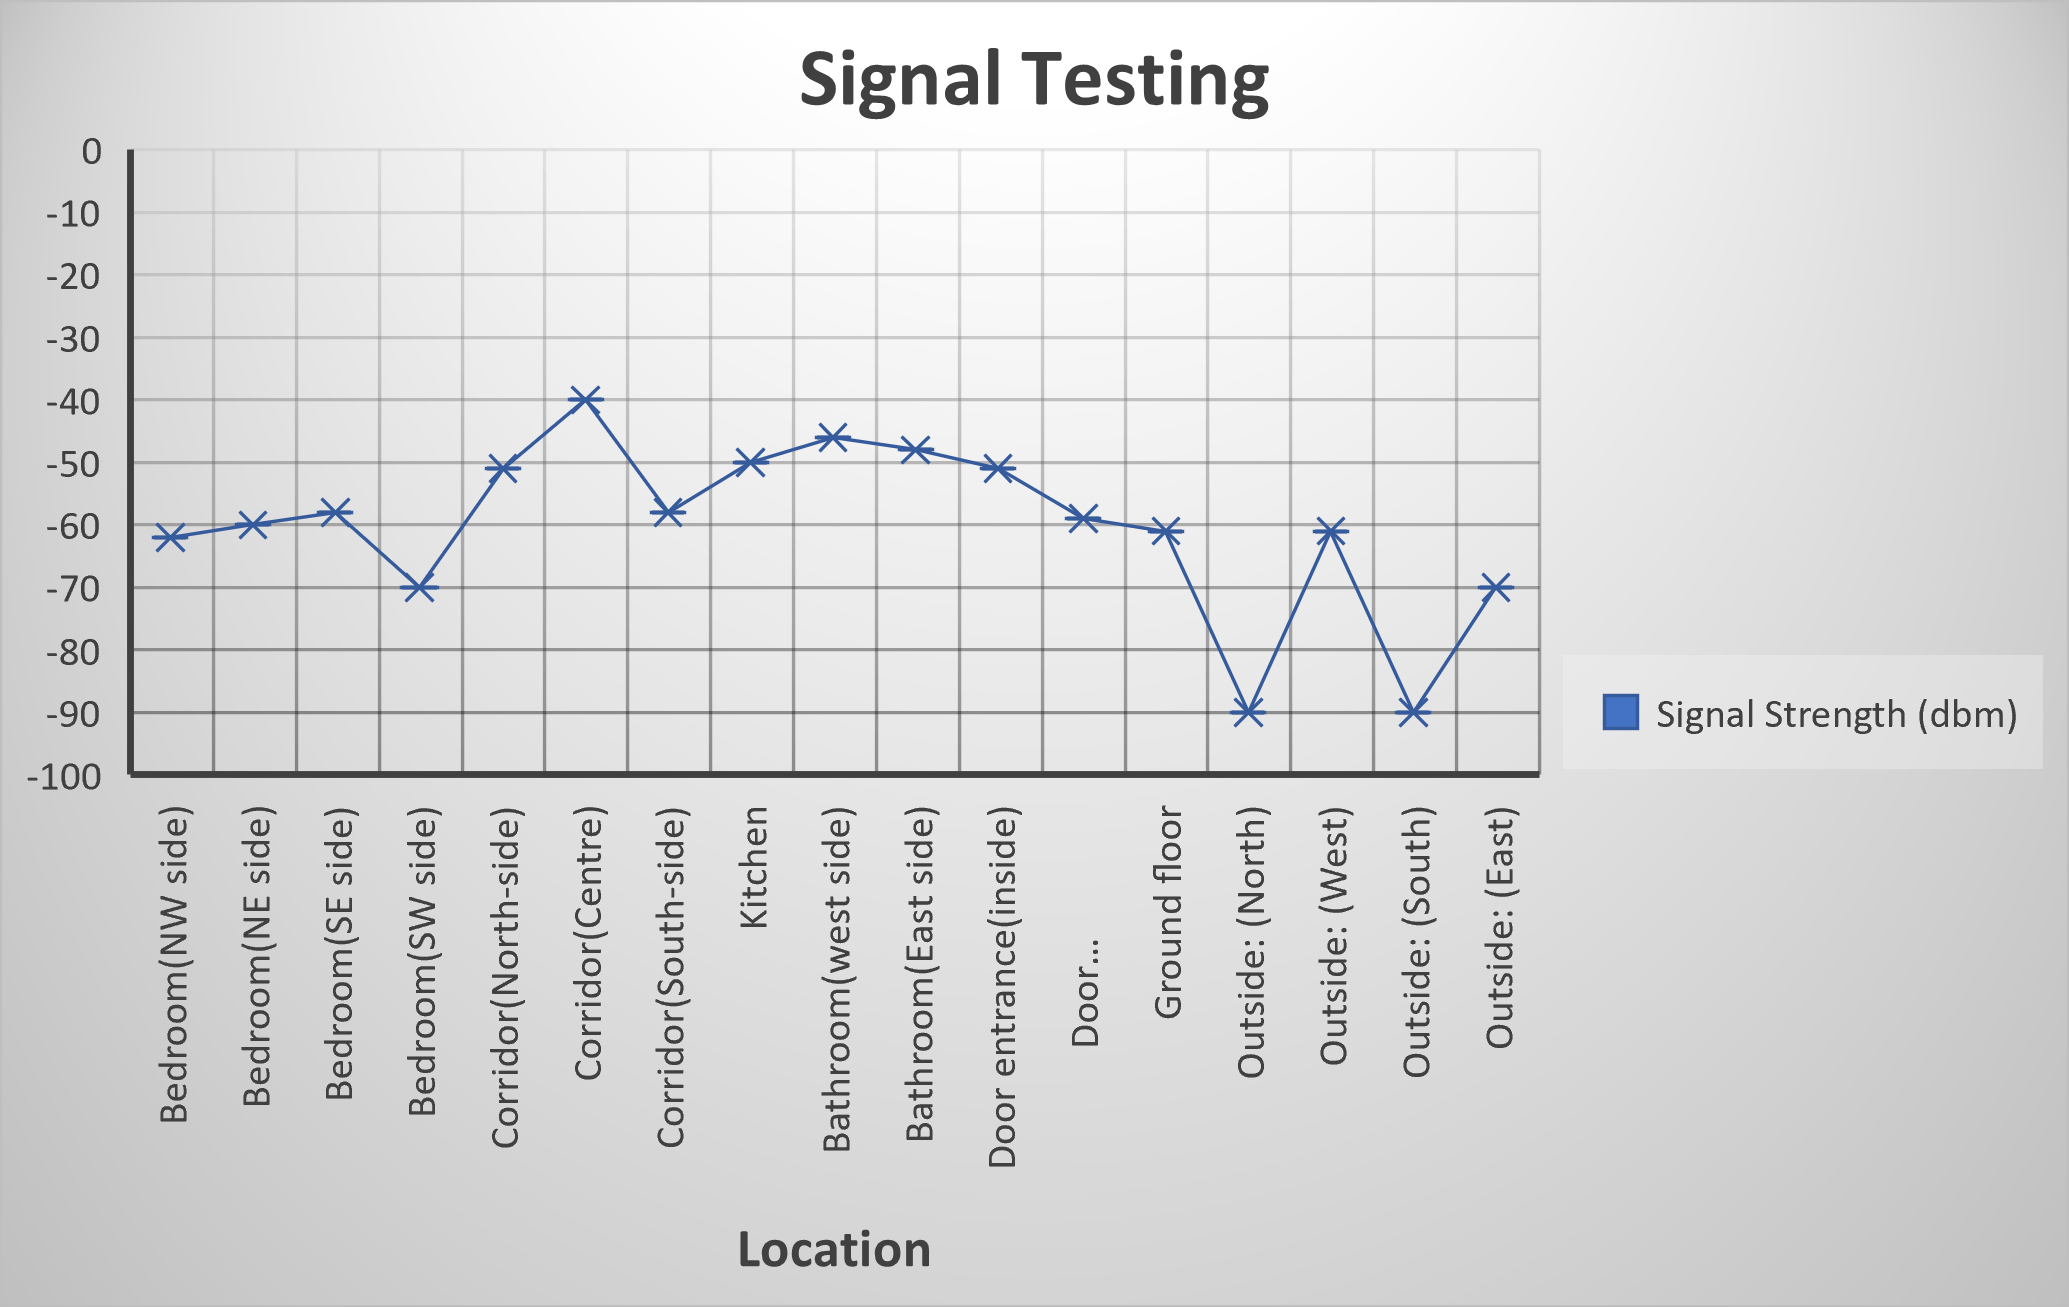 Signal Testing
0
-10
-20
-30
-40
-50
-60
-70
-80
-90
-100
Bedroom(NW side)
Bedroom(NE side)
Bedroom(SE side)
Bedroom(SW side)
Corridor(North-side)
Corridor(Centre)
Corridor(South-side)
Kitchen
Bathroom(west side)
Bathroom(East side)
Door entrance(inside)
Door...
Ground floor
Outside: (North)
Outside: (West)
Outside: (South)
Outside: (East)
Signal Strength (dbm)
Location